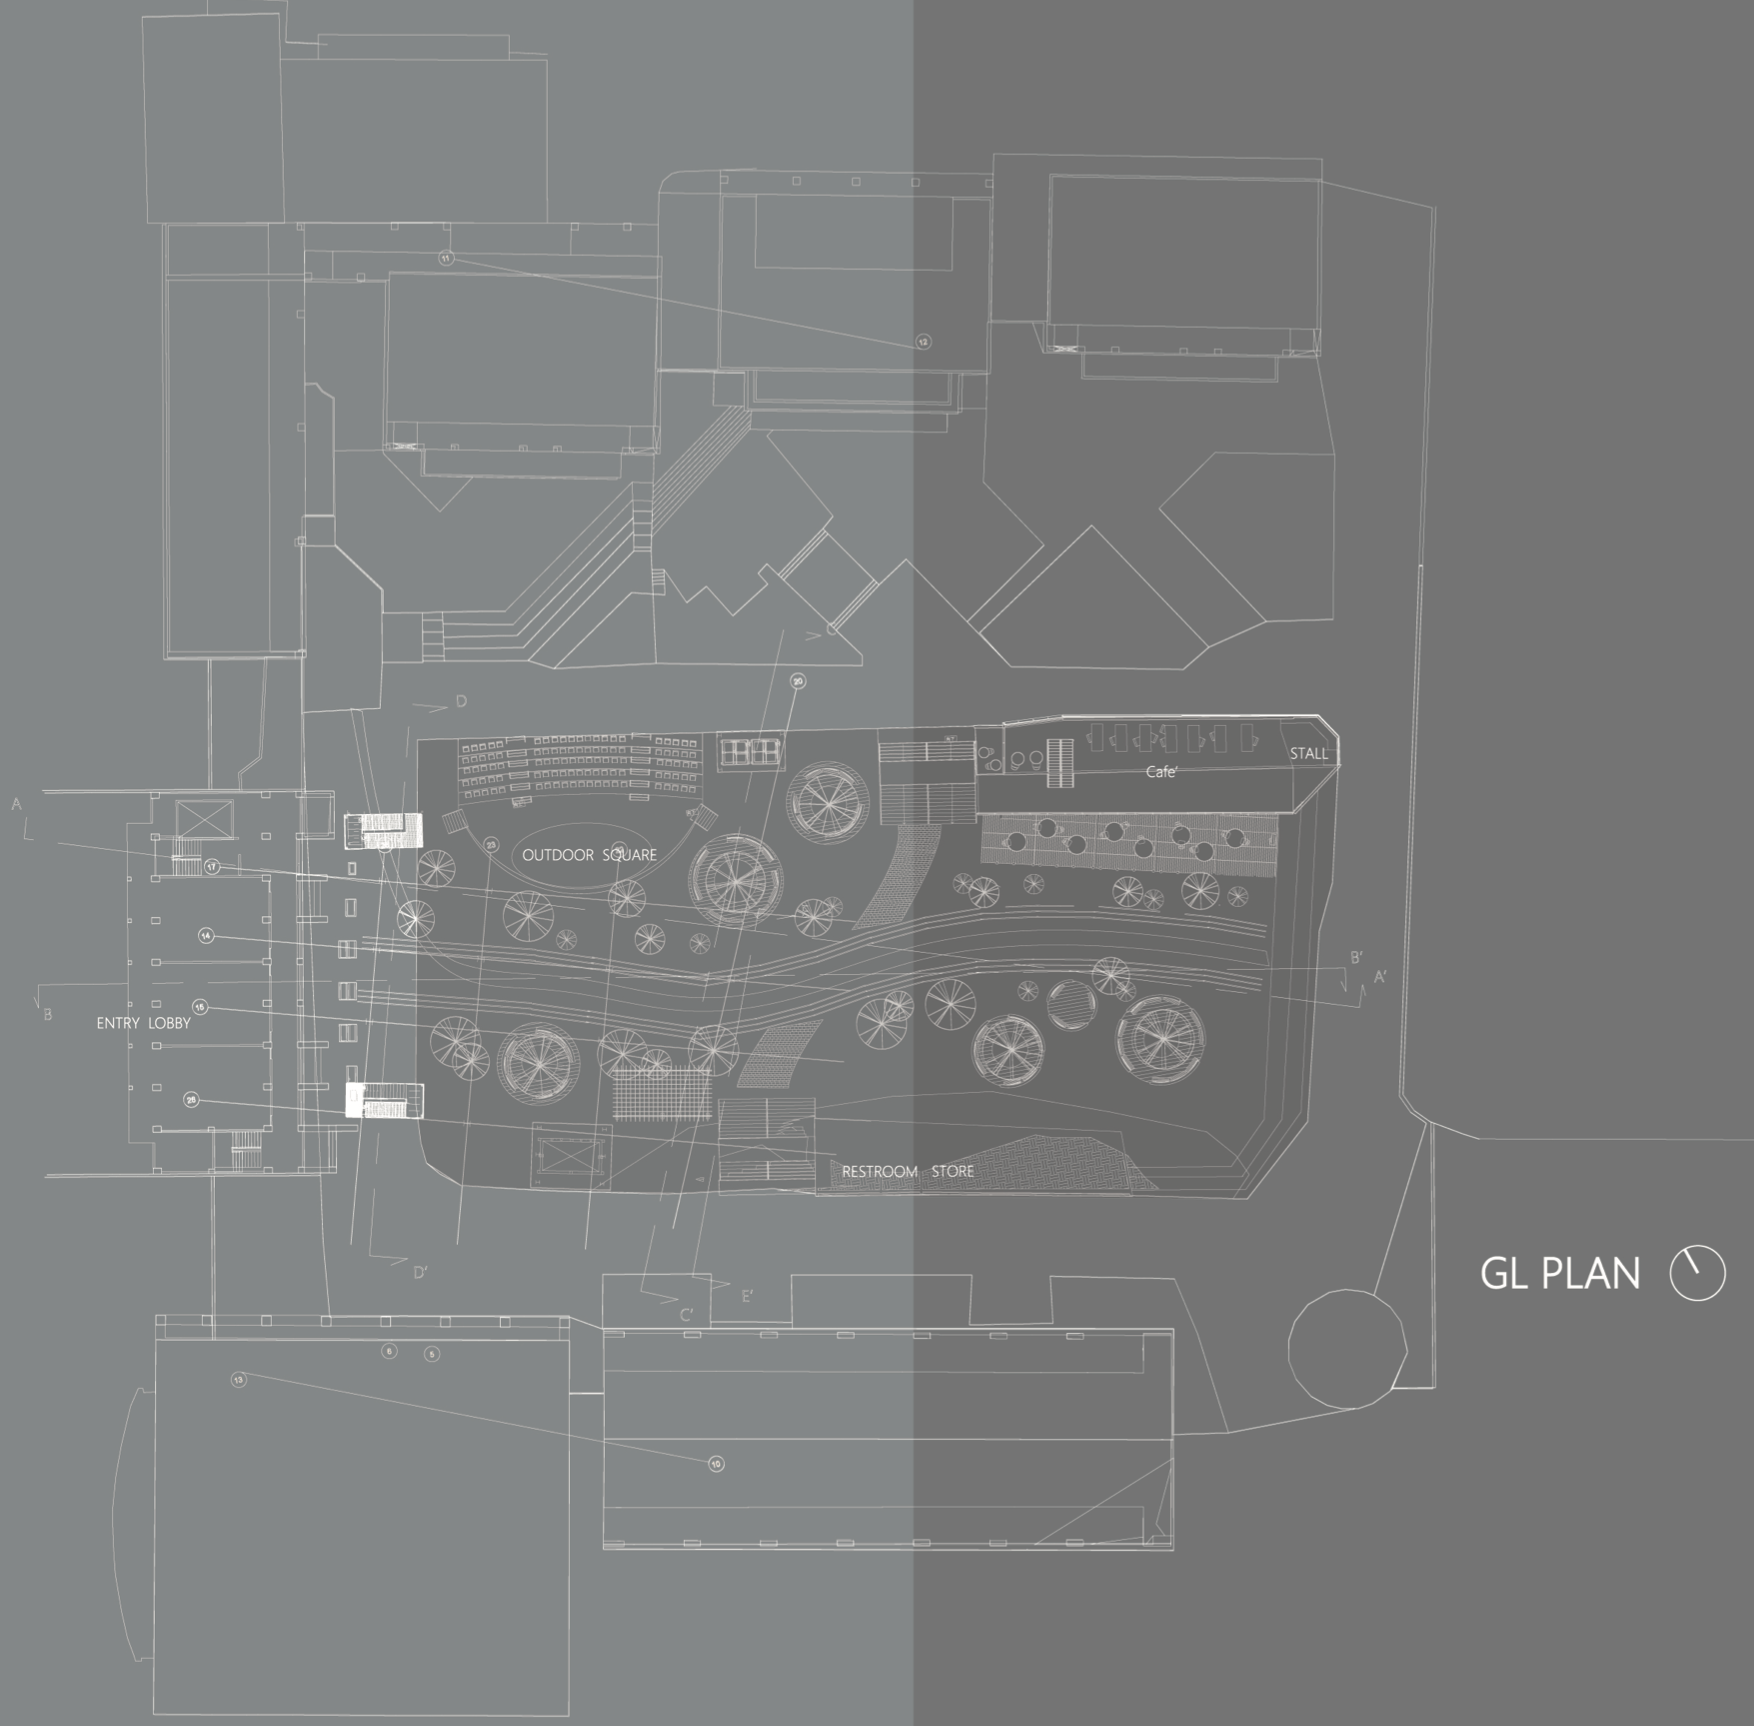 11
12
D
20
STALL
Cafe'
A
17
23
OUTDOOR SQUARE
14
B'
A'
15
B
ENTRY LOBBY
RESTROOM STORE
D'
GL PLAN
E'
C'
6
5
13
10